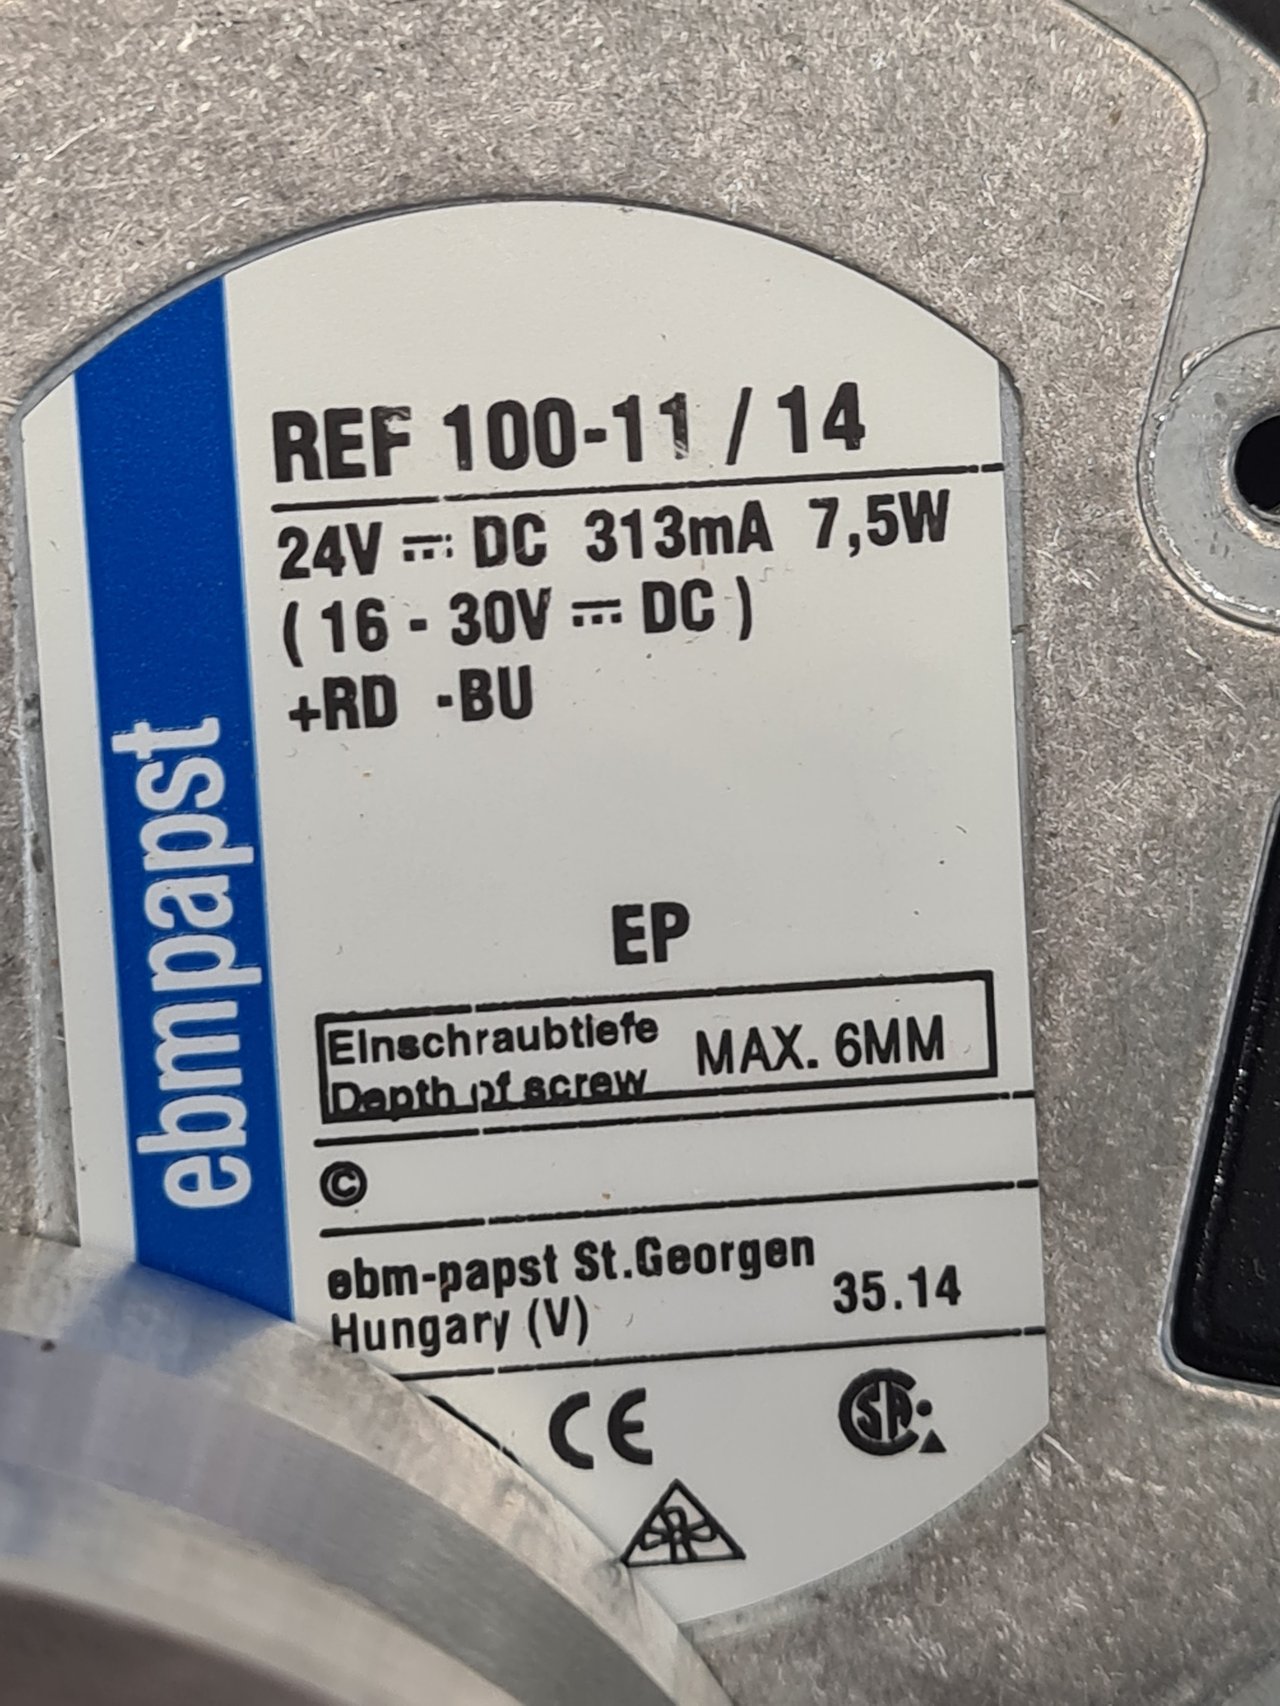 ebmpapst
REF 100-11 / 14
24V ⎓ DC 313mA 7,5W
( 16 - 30V ⎓ DC )
+RD -BU
EP
Einschraubtiefe MAX. 6MM
Depth of screw
©
ebm-papst St.Georgen
Hungary (V) 35.14
CE SA